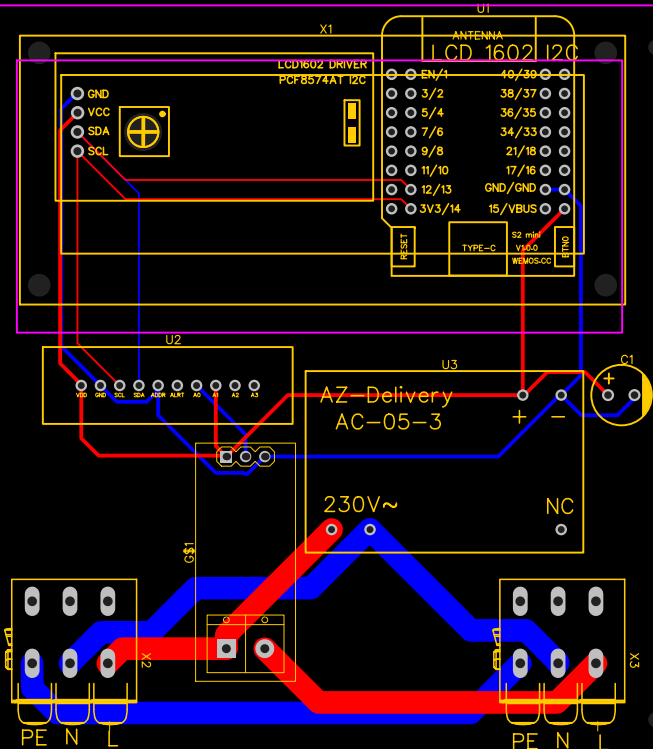 U1
X1
ANTENNA
LCD 1602 I2C
LCD1602 DRIVER
PCF8574AT I2C
GND
VCC
SDA
SCL
EN/1 40/39
3/2 38/37
5/4 36/35
7/6 34/33
9/8 21/18
11/10 17/16
12/13 GND/GND
3V3/14 15/VBUS
RESET
TYPE-C
S2 mini
V1.0.0
WEMOS.CC
BTN0
U2
VDD GND SCL SDA ADDR ALRT A0 A1 A2 A3
U3
C1
AZ-Delivery
AC-05-3
+ -
+
230V~
NC
G$1
X2
X3
PE N L
PE N L